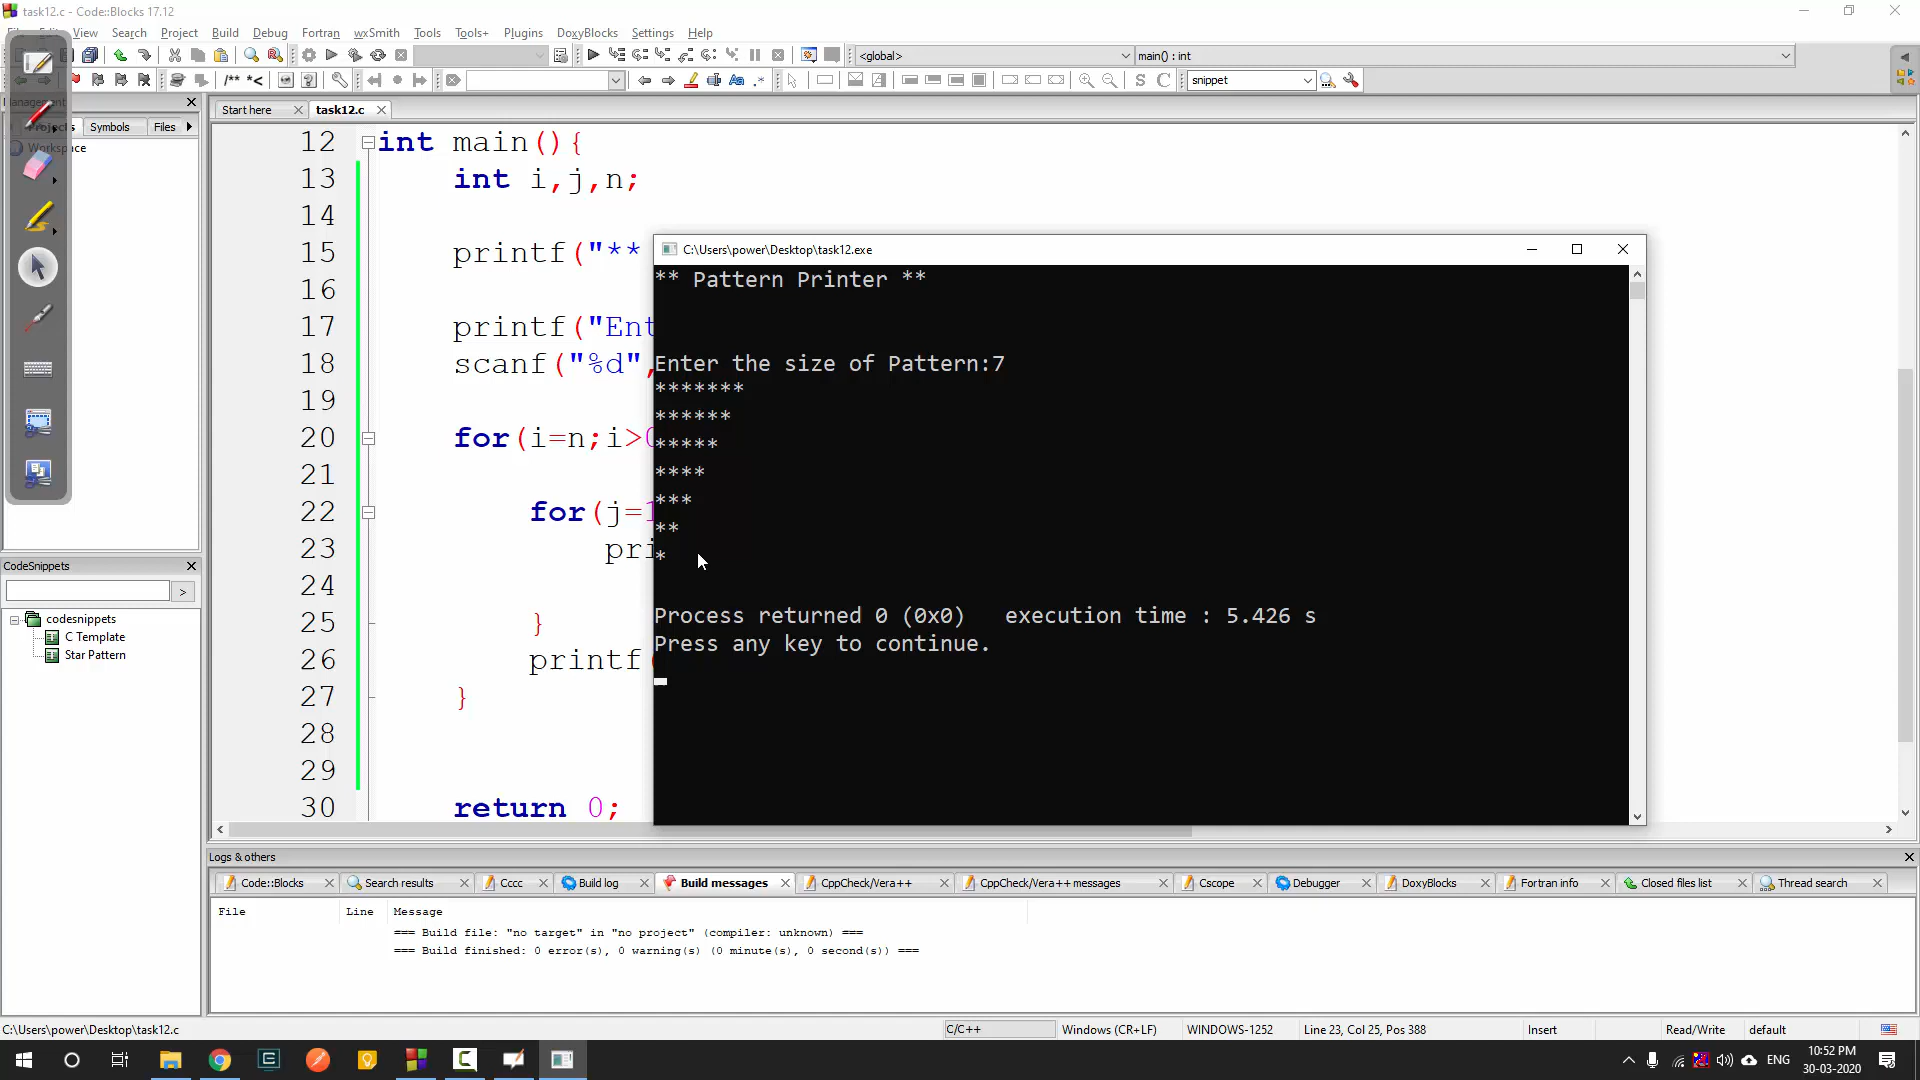 task12.c - Code::Blocks 17.12
View Search Project Build Debug Fortran wxSmith Tools Tools+ Plugins DoxyBlocks Settings Help
<global> main() : int
/** *< Aa .* S C snippet
Management
Start here task12.c
Projects Symbols Files
Workspace
12 int main(){
13 int i,j,n;
14
15 printf("**
16
17 printf("Ent
18 scanf("%d",
19
20 for(i=n;i>0
21
22 for(j=1
23 pri
24
25 }
26 printf(
27 }
28
29
30 return 0;
C:\Users\power\Desktop\task12.exe
** Pattern Printer **
Enter the size of Pattern:7
*******
******
*****
****
***
**
*
Process returned 0 (0x0) execution time : 5.426 s
Press any key to continue.
CodeSnippets
>
codesnippets
C Template
Star Pattern
Logs & others
Code::Blocks Search results Cccc Build log Build messages CppCheck/Vera++ CppCheck/Vera++ messages Cscope Debugger DoxyBlocks Fortran info Closed files list Thread search
File Line Message
=== Build file: "no target" in "no project" (compiler: unknown) ===
=== Build finished: 0 error(s), 0 warning(s) (0 minute(s), 0 second(s)) ===
C:\Users\power\Desktop\task12.c C/C++ Windows (CR+LF) WINDOWS-1252 Line 23, Col 25, Pos 388 Insert Read/Write default
ENG 10:52 PM
30-03-2020